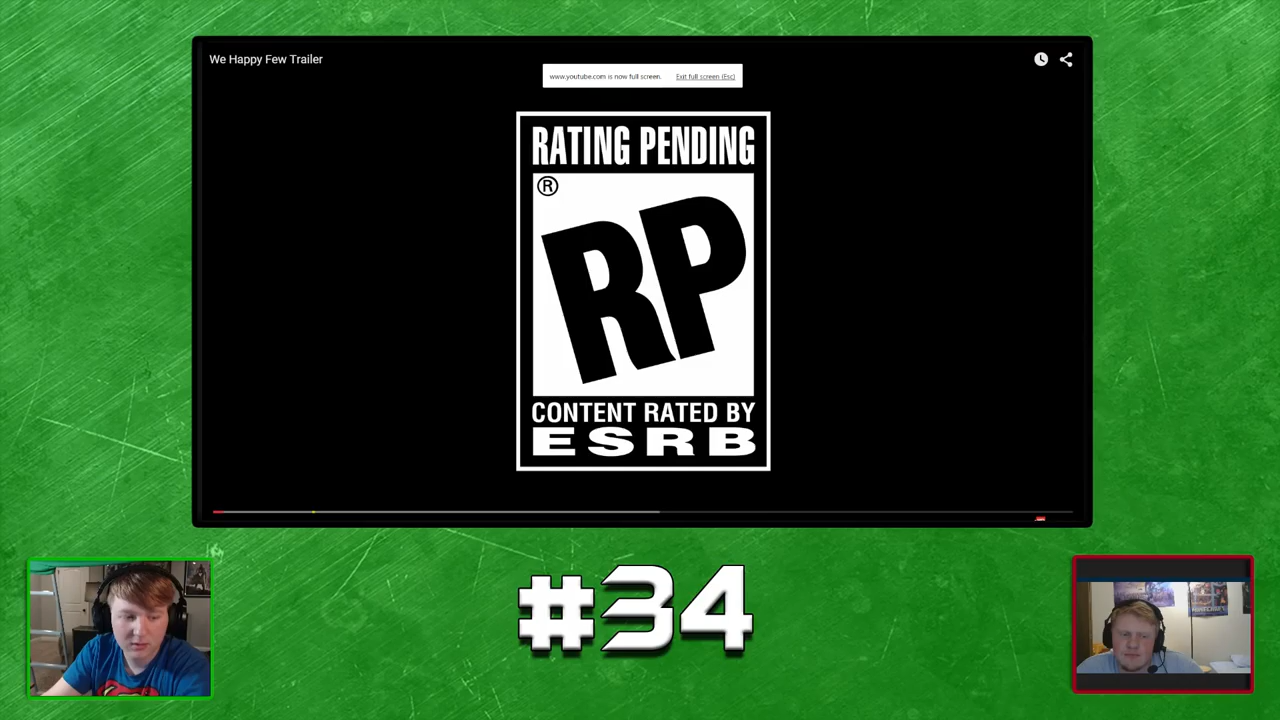 We Happy Few Trailer
www.youtube.com is now full screen. Exit full screen (Esc)
RATING PENDING
®
RP
CONTENT RATED BY
ESRB
#34